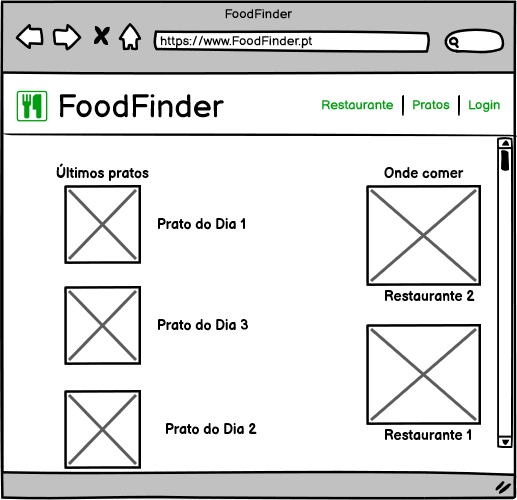 FoodFinder
https://www.FoodFinder.pt
FoodFinder
Restaurante
Pratos
Login
Últimos pratos
Prato do Dia 1
Prato do Dia 3
Prato do Dia 2
Onde comer
Restaurante 2
Restaurante 1